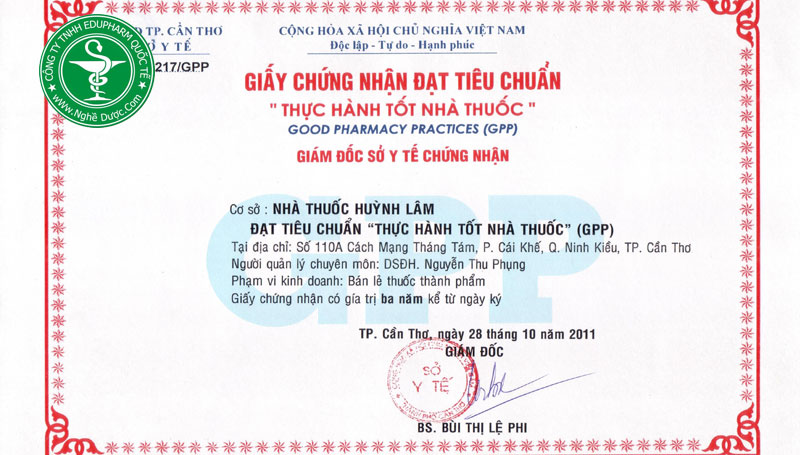 CÔNG TY TNHH EDUPHARM QUỐC TẾ
www.Nghề Dược.Com
TP. CẦN THƠ
SỞ Y TẾ
217/GPP
CỘNG HÒA XÃ HỘI CHỦ NGHĨA VIỆT NAM
Độc lập - Tự do - Hạnh phúc
GIẤY CHỨNG NHẬN ĐẠT TIÊU CHUẨN
" THỰC HÀNH TỐT NHÀ THUỐC "
GOOD PHARMACY PRACTICES (GPP)
GIÁM ĐỐC SỞ Y TẾ CHỨNG NHẬN
GPP
Cơ sở : NHÀ THUỐC HUỲNH LÂM
ĐẠT TIÊU CHUẨN “THỰC HÀNH TỐT NHÀ THUỐC” (GPP)
Tại địa chỉ: Số 110A Cách Mạng Tháng Tám, P. Cái Khế, Q. Ninh Kiều, TP. Cần Thơ
Người quản lý chuyên môn: DSĐH. Nguyễn Thu Phụng
Phạm vi kinh doanh: Bán lẻ thuốc thành phẩm
Giấy chứng nhận có gía trị ba năm kể từ ngày ký
TP. Cần Thơ, ngày 28 tháng 10 năm 2011
GIÁM ĐỐC
SỞ
Y TẾ
THÀNH PHỐ CẦN THƠ
BS. BÙI THỊ LỆ PHI